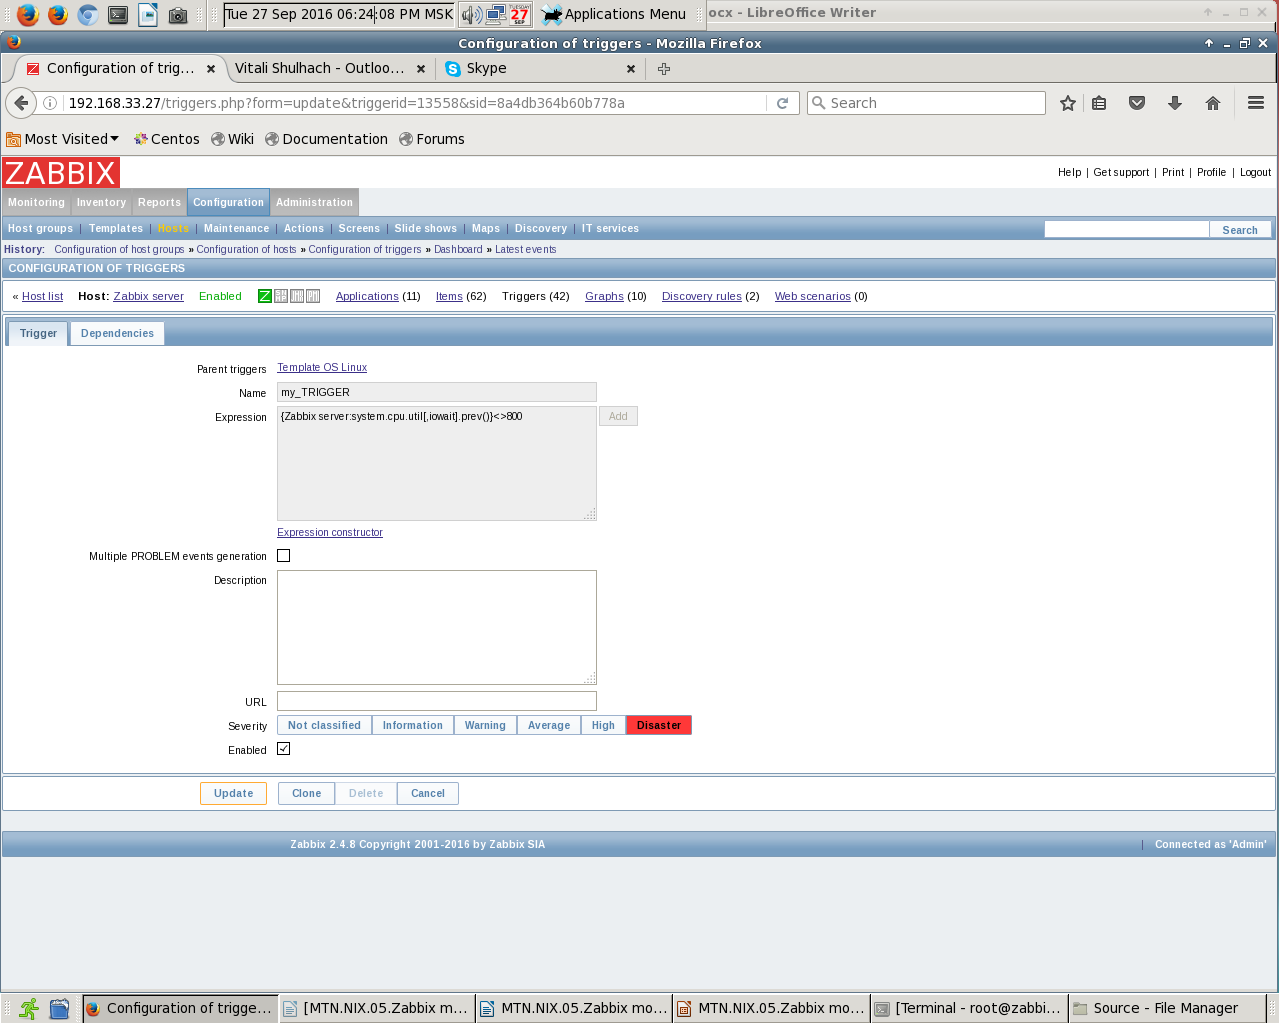 Tue 27 Sep 2016 06:24:08 PM MSK
TUESDAY
27
SEP
Applications Menu
ocx - LibreOffice Writer
Configuration of triggers - Mozilla Firefox
Configuration of trig...
Vitali Shulhach - Outloo...
Skype
192.168.33.27/triggers.php?form=update&triggerid=13558&sid=8a4db364b60b778a
Search
Most Visited
Centos
Wiki
Documentation
Forums
ZABBIX
Help | Get support | Print | Profile | Logout
Monitoring
Inventory
Reports
Configuration
Administration
Host groups | Templates | Hosts | Maintenance | Actions | Screens | Slide shows | Maps | Discovery | IT services
Search
History: Configuration of host groups » Configuration of hosts » Configuration of triggers » Dashboard » Latest events
CONFIGURATION OF TRIGGERS
« Host list Host: Zabbix server Enabled Z Applications (11) Items (62) Triggers (42) Graphs (10) Discovery rules (2) Web scenarios (0)
Trigger
Dependencies
Parent triggers Template OS Linux
Name my_TRIGGER
Expression {Zabbix server:system.cpu.util[,iowait].prev()}<>800
Add
Expression constructor
Multiple PROBLEM events generation
Description
URL
Severity Not classified Information Warning Average High Disaster
Enabled
Update Clone Delete Cancel
Zabbix 2.4.8 Copyright 2001-2016 by Zabbix SIA
| Connected as 'Admin'
Configuration of trigge...
[MTN.NIX.05.Zabbix m...
MTN.NIX.05.Zabbix mo...
MTN.NIX.05.Zabbix mo...
[Terminal - root@zabbi...
Source - File Manager